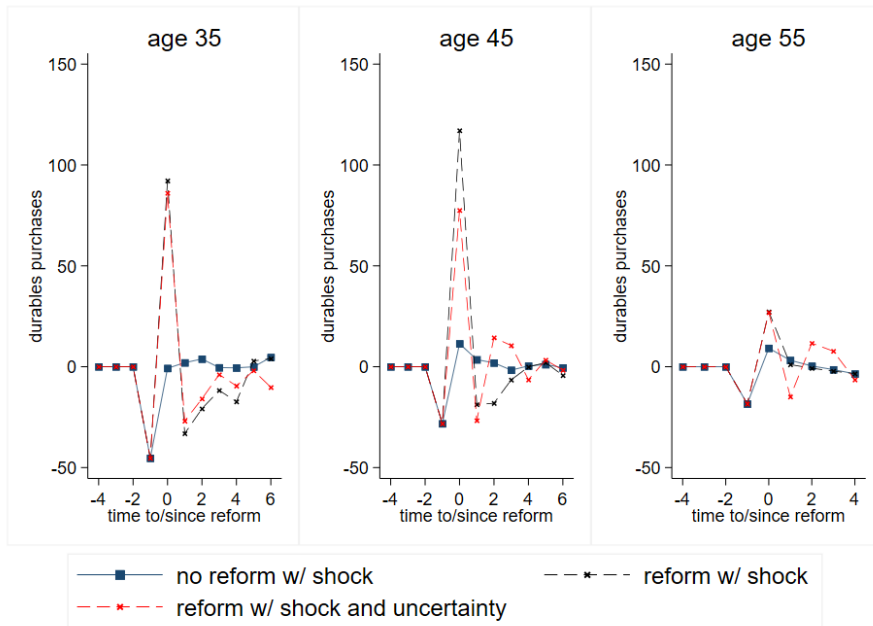 age 35
age 45
age 55
150
100
50
0
-50
durables purchases
-4 -2 0 2 4 6
time to/since reform
150
100
50
0
-50
durables purchases
-4 -2 0 2 4 6
time to/since reform
150
100
50
0
-50
durables purchases
-4 -2 0 2 4
time to/since reform
no reform w/ shock
reform w/ shock
reform w/ shock and uncertainty